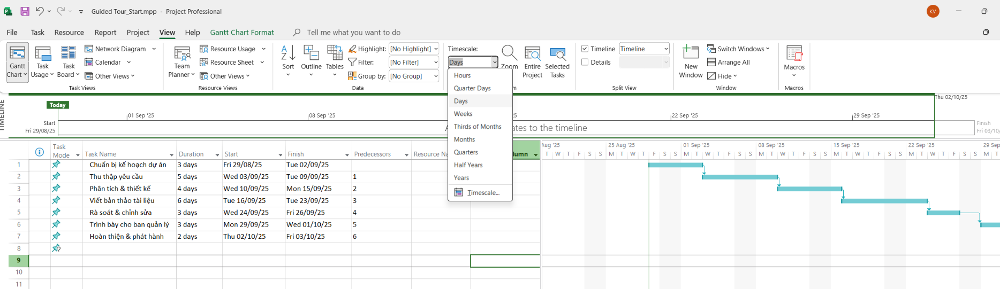 Guided Tour_Start.mpp - Project Professional
KV
File Task Resource Report Project View Help Gantt Chart Format Tell me what you want to do
Gantt Chart
Task Usage
Task Board
Network Diagram
Calendar
Other Views
Task Views
Team Planner
Resource Usage
Resource Sheet
Other Views
Resource Views
Sort
Outline
Tables
Highlight: [No Highlight]
Filter: [No Filter]
Group by: [No Group]
Data
Timescale:
Days
Zoom
Entire Project
Selected Tasks
Timeline Timeline
Details
Split View
New Window
Switch Windows
Arrange All
Hide
Window
Macros
Macros
Hours
Quarter Days
Days
Weeks
Thirds of Months
Months
Quarters
Half Years
Years
Timescale...
TIMELINE
Today
Start
Fri 29/08/25
01 Sep '25 08 Sep '25 22 Sep '25 29 Sep '25
Thu 02/10/25
ates to the timeline
Finish
Fri 03/10/
Task Mode Task Name Duration Start Finish Predecessors Resource Na
1 Chuẩn bị kế hoạch dự án 3 days Fri 29/08/25 Tue 02/09/25
2 Thu thập yêu cầu 5 days Wed 03/09/25 Tue 09/09/25 1
3 Phân tích & thiết kế 4 days Wed 10/09/25 Mon 15/09/25 2
4 Viết bản thảo tài liệu 6 days Tue 16/09/25 Tue 23/09/25 3
5 Rà soát & chỉnh sửa 3 days Wed 24/09/25 Fri 26/09/25 4
6 Trình bày cho ban quản lý 3 days Mon 29/09/25 Wed 01/10/25 5
7 Hoàn thiện & phát hành 2 days Thu 02/10/25 Fri 03/10/25 6
8 ?
9
10
11
Aug '25 25 Aug '25 01 Sep '25 08 Sep '25 15 Sep '25 22 Sep '25 29 Sep
T W T F S S M T W T F S S M T W T F S S M T W T F S S M T W T F S S M T W T F S S M T